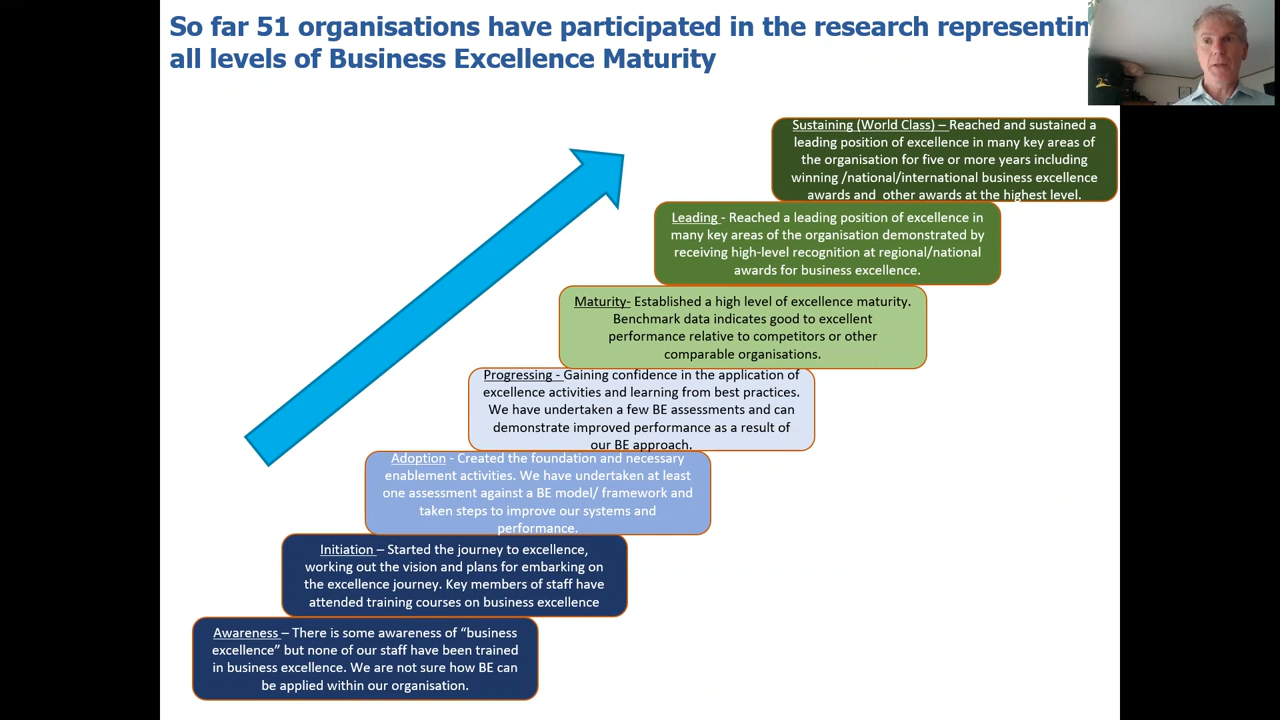 So far 51 organisations have participated in the research representin
all levels of Business Excellence Maturity
Sustaining (World Class) – Reached and sustained a
leading position of excellence in many key areas of
the organisation for five or more years including
winning /national/international business excellence
awards and other awards at the highest level.
Leading - Reached a leading position of excellence in
many key areas of the organisation demonstrated by
receiving high-level recognition at regional/national
awards for business excellence.
Maturity- Established a high level of excellence maturity.
Benchmark data indicates good to excellent
performance relative to competitors or other
comparable organisations.
Progressing - Gaining confidence in the application of
excellence activities and learning from best practices.
We have undertaken a few BE assessments and can
demonstrate improved performance as a result of
our BE approach.
Adoption - Created the foundation and necessary
enablement activities. We have undertaken at least
one assessment against a BE model/ framework and
taken steps to improve our systems and
performance.
Initiation – Started the journey to excellence,
working out the vision and plans for embarking on
the excellence journey. Key members of staff have
attended training courses on business excellence
Awareness – There is some awareness of “business
excellence” but none of our staff have been trained
in business excellence. We are not sure how BE can
be applied within our organisation.